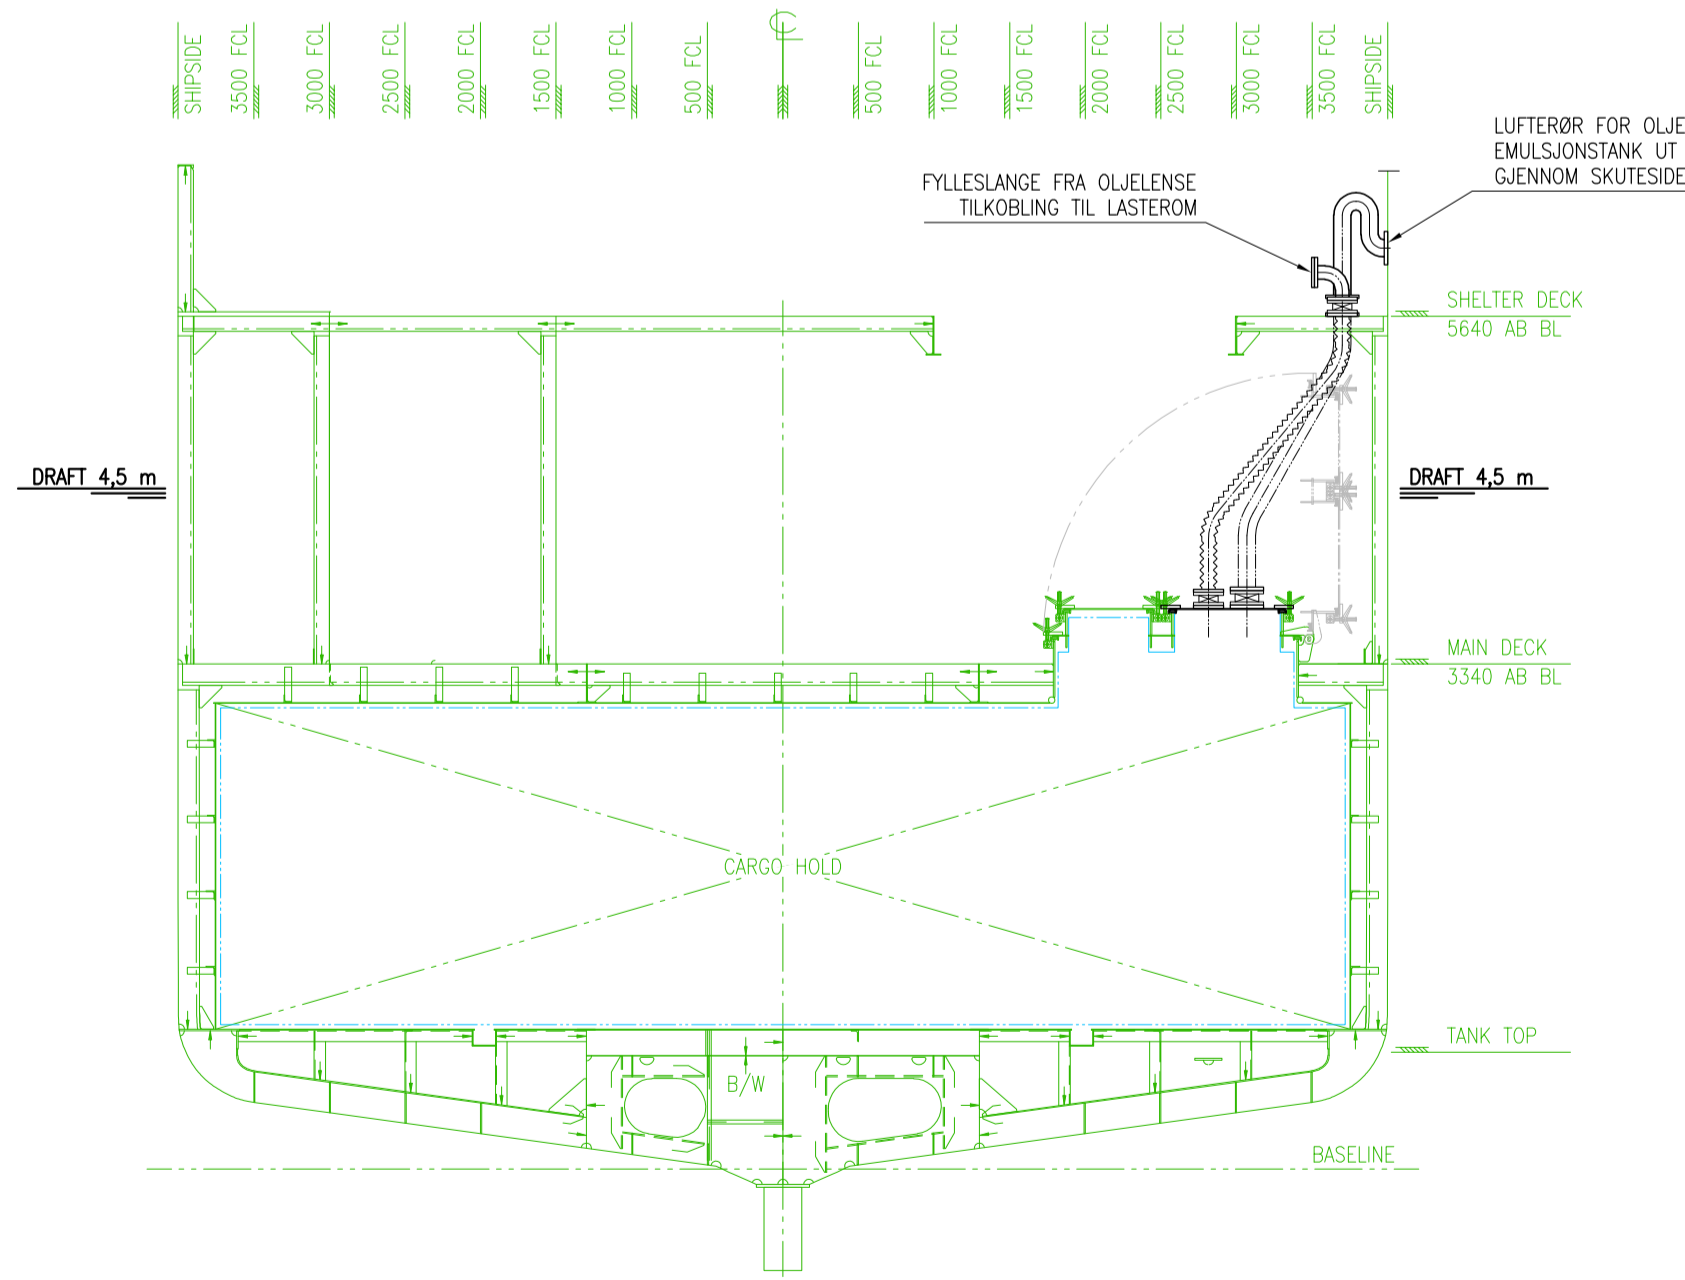 SHIPSIDE
3500 FCL
3000 FCL
2500 FCL
2000 FCL
1500 FCL
1000 FCL
500 FCL
CL
500 FCL
1000 FCL
1500 FCL
2000 FCL
2500 FCL
3000 FCL
3500 FCL
SHIPSIDE
LUFTERØR FOR OLJE
EMULSJONSTANK UT
GJENNOM SKUTESIDE
FYLLESLANGE FRA OLJELENSE
TILKOBLING TIL LASTEROM
SHELTER DECK
5640 AB BL
DRAFT 4,5 m
DRAFT 4,5 m
MAIN DECK
3340 AB BL
CARGO HOLD
TANK TOP
B/W
BASELINE